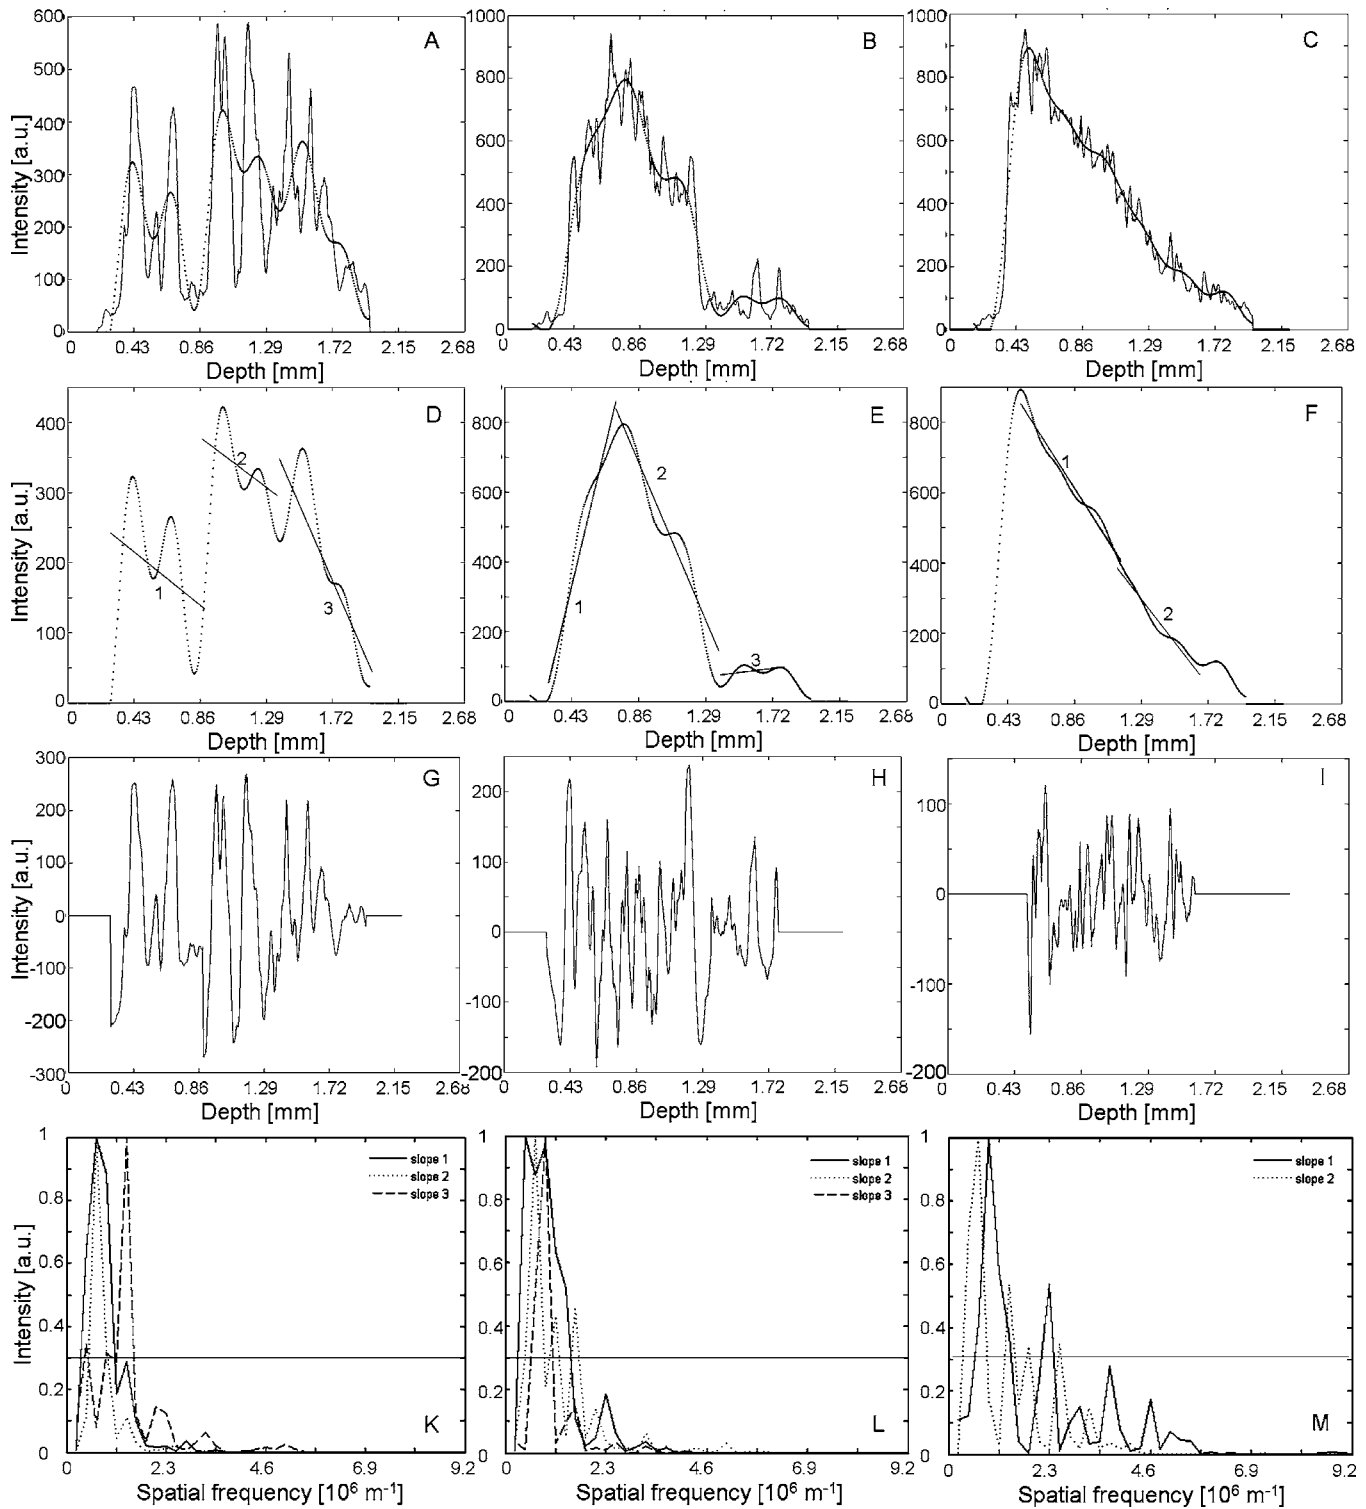 A
Intensity [a.u.]
600
500
400
300
200
100
0
0 0.43 0.86 1.29 1.72 2.15 2.68
Depth [mm]
B
1000
800
600
400
200
0
0 0.43 0.86 1.29 1.72 2.15 2.68
Depth [mm]
C
1000
800
600
400
200
0
0 0.43 0.86 1.29 1.72 2.15 2.68
Depth [mm]
D
Intensity [a.u.]
400
300
200
100
0
1
2
3
0 0.43 0.86 1.29 1.72 2.15 2.68
Depth [mm]
E
800
600
400
200
0
1
2
3
0 0.43 0.86 1.29 1.72 2.15 2.68
Depth [mm]
F
800
600
400
200
0
1
2
0 0.43 0.86 1.29 1.72 2.15 2.68
Depth [mm]
G
Intensity [a.u.]
300
200
100
0
-100
-200
-300
0 0.43 0.86 1.29 1.72 2.15 2.68
Depth [mm]
H
200
100
0
-100
-200
0 0.43 0.86 1.29 1.72 2.15 2.68
Depth [mm]
I
100
0
-100
-200
0 0.43 0.86 1.29 1.72 2.15 2.68
Depth [mm]
Intensity [a.u.]
1
0.8
0.6
0.4
0.2
0
slope 1
slope 2
slope 3
K
0 2.3 4.6 6.9 9.2
Spatial frequency [10⁶ m⁻¹]
1
0.8
0.6
0.4
0.2
0
slope 1
slope 2
slope 3
L
0 2.3 4.6 6.9 9.2
Spatial frequency [10⁶ m⁻¹]
1
0.8
0.6
0.4
0.2
0
slope 1
slope 2
M
0 2.3 4.6 6.9 9.2
Spatial frequency [10⁶ m⁻¹]